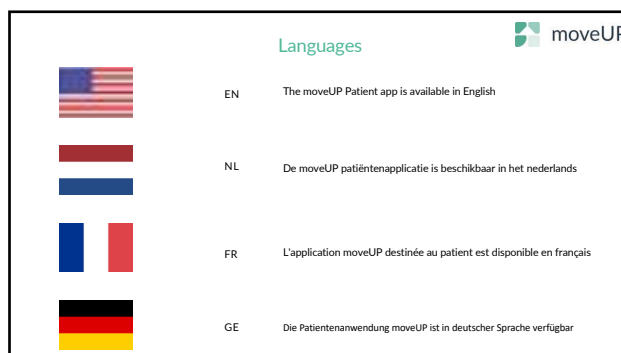 Languages
moveUP
EN
The moveUP Patient app is available in English
NL
De moveUP patiëntenapplicatie is beschikbaar in het nederlands
FR
L'application moveUP destinée au patient est disponible en français
GE
Die Patientenanwendung moveUP ist in deutscher Sprache verfügbar